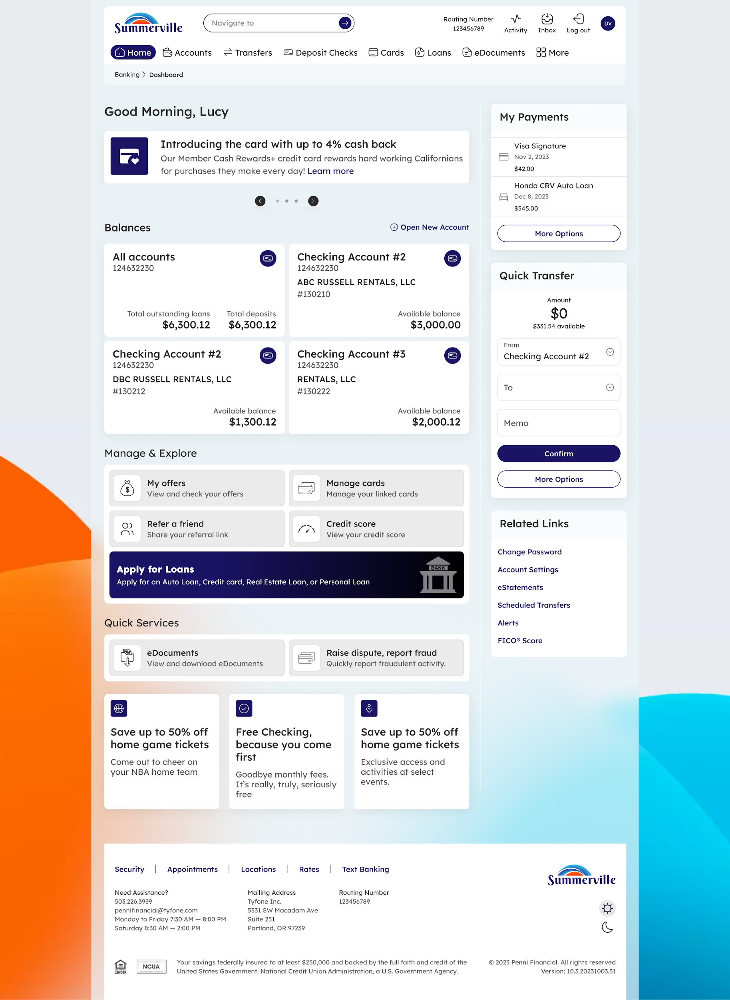 Summerville
Navigate to
Routing Number
123456789
Activity
Inbox
Log out
DV
Home
Accounts
Transfers
Deposit Checks
Cards
Loans
eDocuments
More
Banking
Dashboard
Good Morning, Lucy
Introducing the card with up to 4% cash back
Our Member Cash Rewards+ credit card rewards hard working Californians
for purchases they make every day! Learn more
Balances
Open New Account
All accounts
124632230
Total outstanding loans
$6,300.12
Total deposits
$6,300.12
Checking Account #2
124632230
ABC RUSSELL RENTALS, LLC
#130210
Available balance
$3,000.00
Checking Account #2
124632230
DBC RUSSELL RENTALS, LLC
#130212
Available balance
$1,300.12
Checking Account #3
124632230
RENTALS, LLC
#130222
Available balance
$2,000.12
Manage & Explore
My offers
View and check your offers
Manage cards
Manage your linked cards
Refer a friend
Share your referral link
Credit score
View your credit score
Apply for Loans
Apply for an Auto Loan, Credit card, Real Estate Loan, or Personal Loan
BANK
Quick Services
eDocuments
View and download eDocuments
Raise dispute, report fraud
Quickly report fraudulent activity.
Save up to 50% off
home game tickets
Come out to cheer on
your NBA home team
Free Checking,
because you come
first
Goodbye monthly fees.
It's really, truly, seriously
free
Save up to 50% off
home game tickets
Exclusive access and
activities at select
events.
My Payments
Visa Signature
Nov 2, 2023
$42.00
Honda CRV Auto Loan
Dec 8, 2023
$545.00
More Options
Quick Transfer
Amount
$0
$331.54 available
From
Checking Account #2
To
Memo
Confirm
More Options
Related Links
Change Password
Account Settings
eStatements
Scheduled Transfers
Alerts
FICO® Score
Security
Appointments
Locations
Rates
Text Banking
Need Assistance?
503.226.3939
pennifinancial@tyfone.com
Monday to Friday 7:30 AM — 8:00 PM
Saturday 8:30 AM — 2:00 PM
Mailing Address
Tyfone Inc.
5331 SW Macadam Ave
Suite 251
Portland, OR 97239
Routing Number
123456789
Summerville
LENDER
NCUA
Your savings federally insured to at least $250,000 and backed by the full faith and credit of the
United States Government. National Credit Union Administration, a U.S. Government Agency.
© 2023 Penni Financial. All rights reserved
Version: 10.3.20231003.31